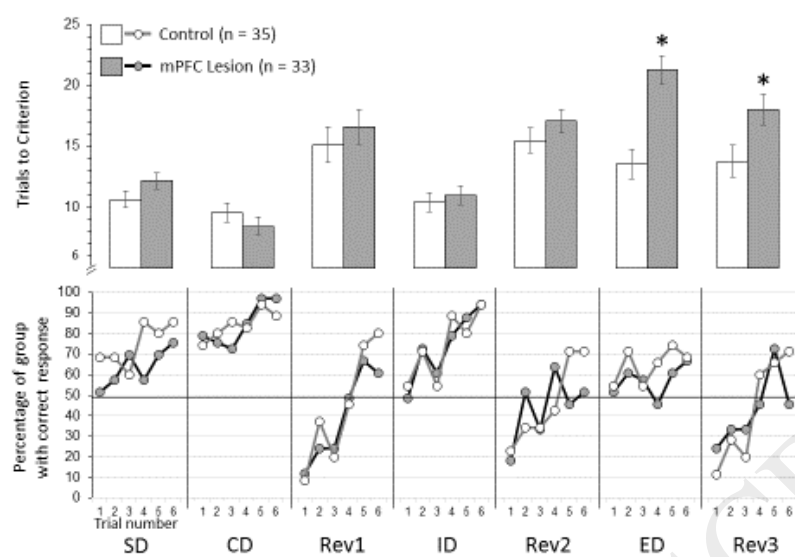 25
20
15
10
6
Trials to Criterion
Control (n = 35)
mPFC Lesion (n = 33)
*
*
100
90
80
70
60
50
40
30
20
10
0
Percentage of group
with correct response
1 2 3 4 5 6 1 2 3 4 5 6 1 2 3 4 5 6 1 2 3 4 5 6 1 2 3 4 5 6 1 2 3 4 5 6 1 2 3 4 5 6
Trial number
SD CD Rev1 ID Rev2 ED Rev3